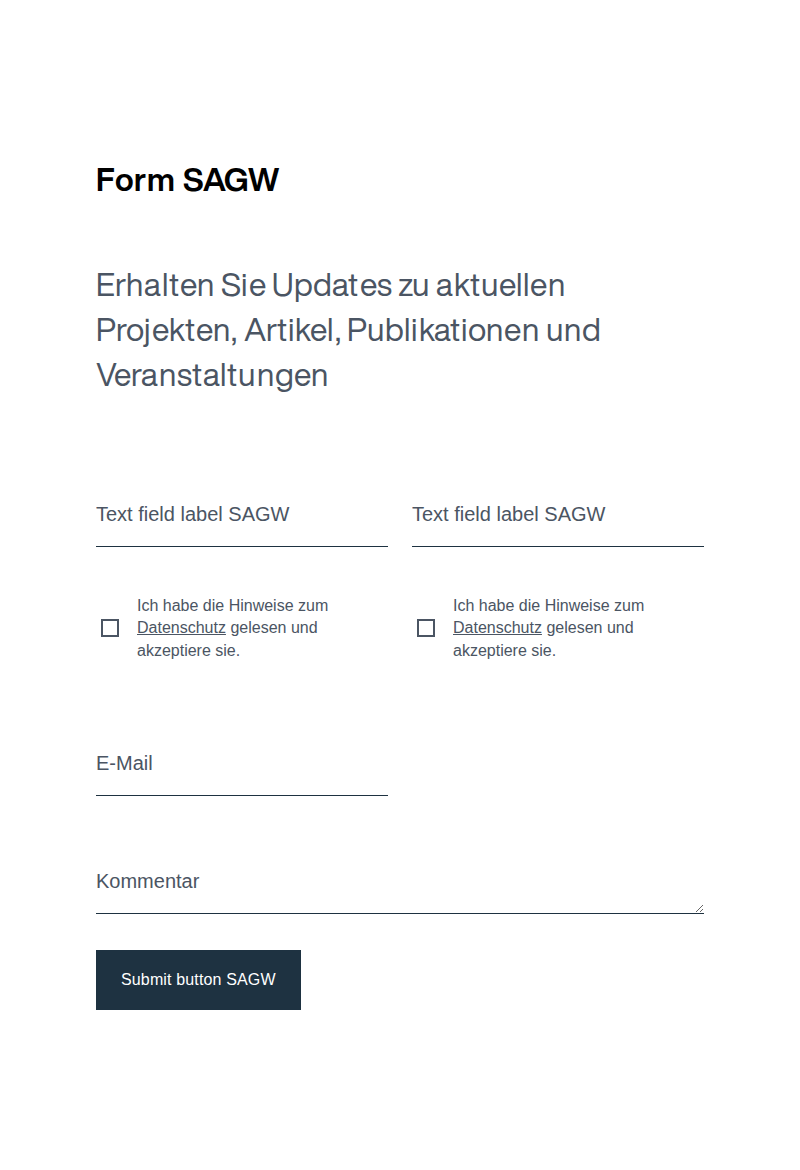 Form SAGW
Erhalten Sie Updates zu aktuellen
Projekten, Artikel, Publikationen und
Veranstaltungen
Text field label SAGW
Text field label SAGW
Ich habe die Hinweise zum
Datenschutz gelesen und
akzeptiere sie.
Ich habe die Hinweise zum
Datenschutz gelesen und
akzeptiere sie.
E-Mail
Kommentar
Submit button SAGW